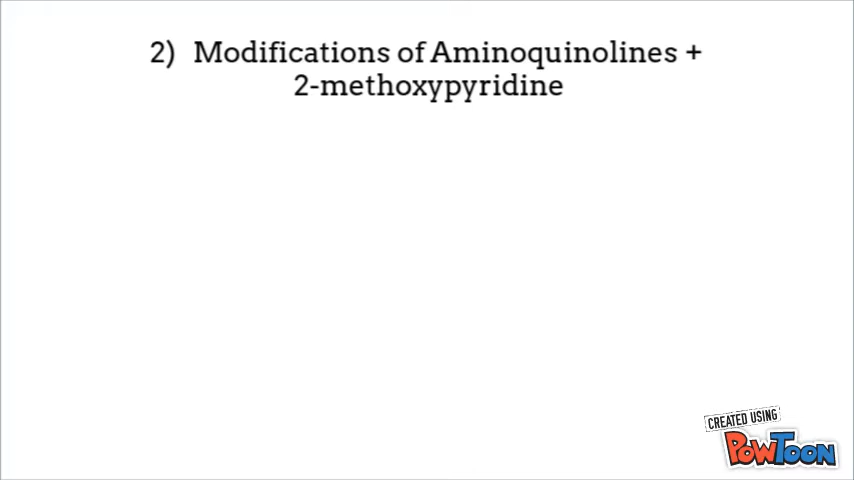 2) Modifications of Aminoquinolines +
2-methoxypyridine
CREATED USING
POWTOON